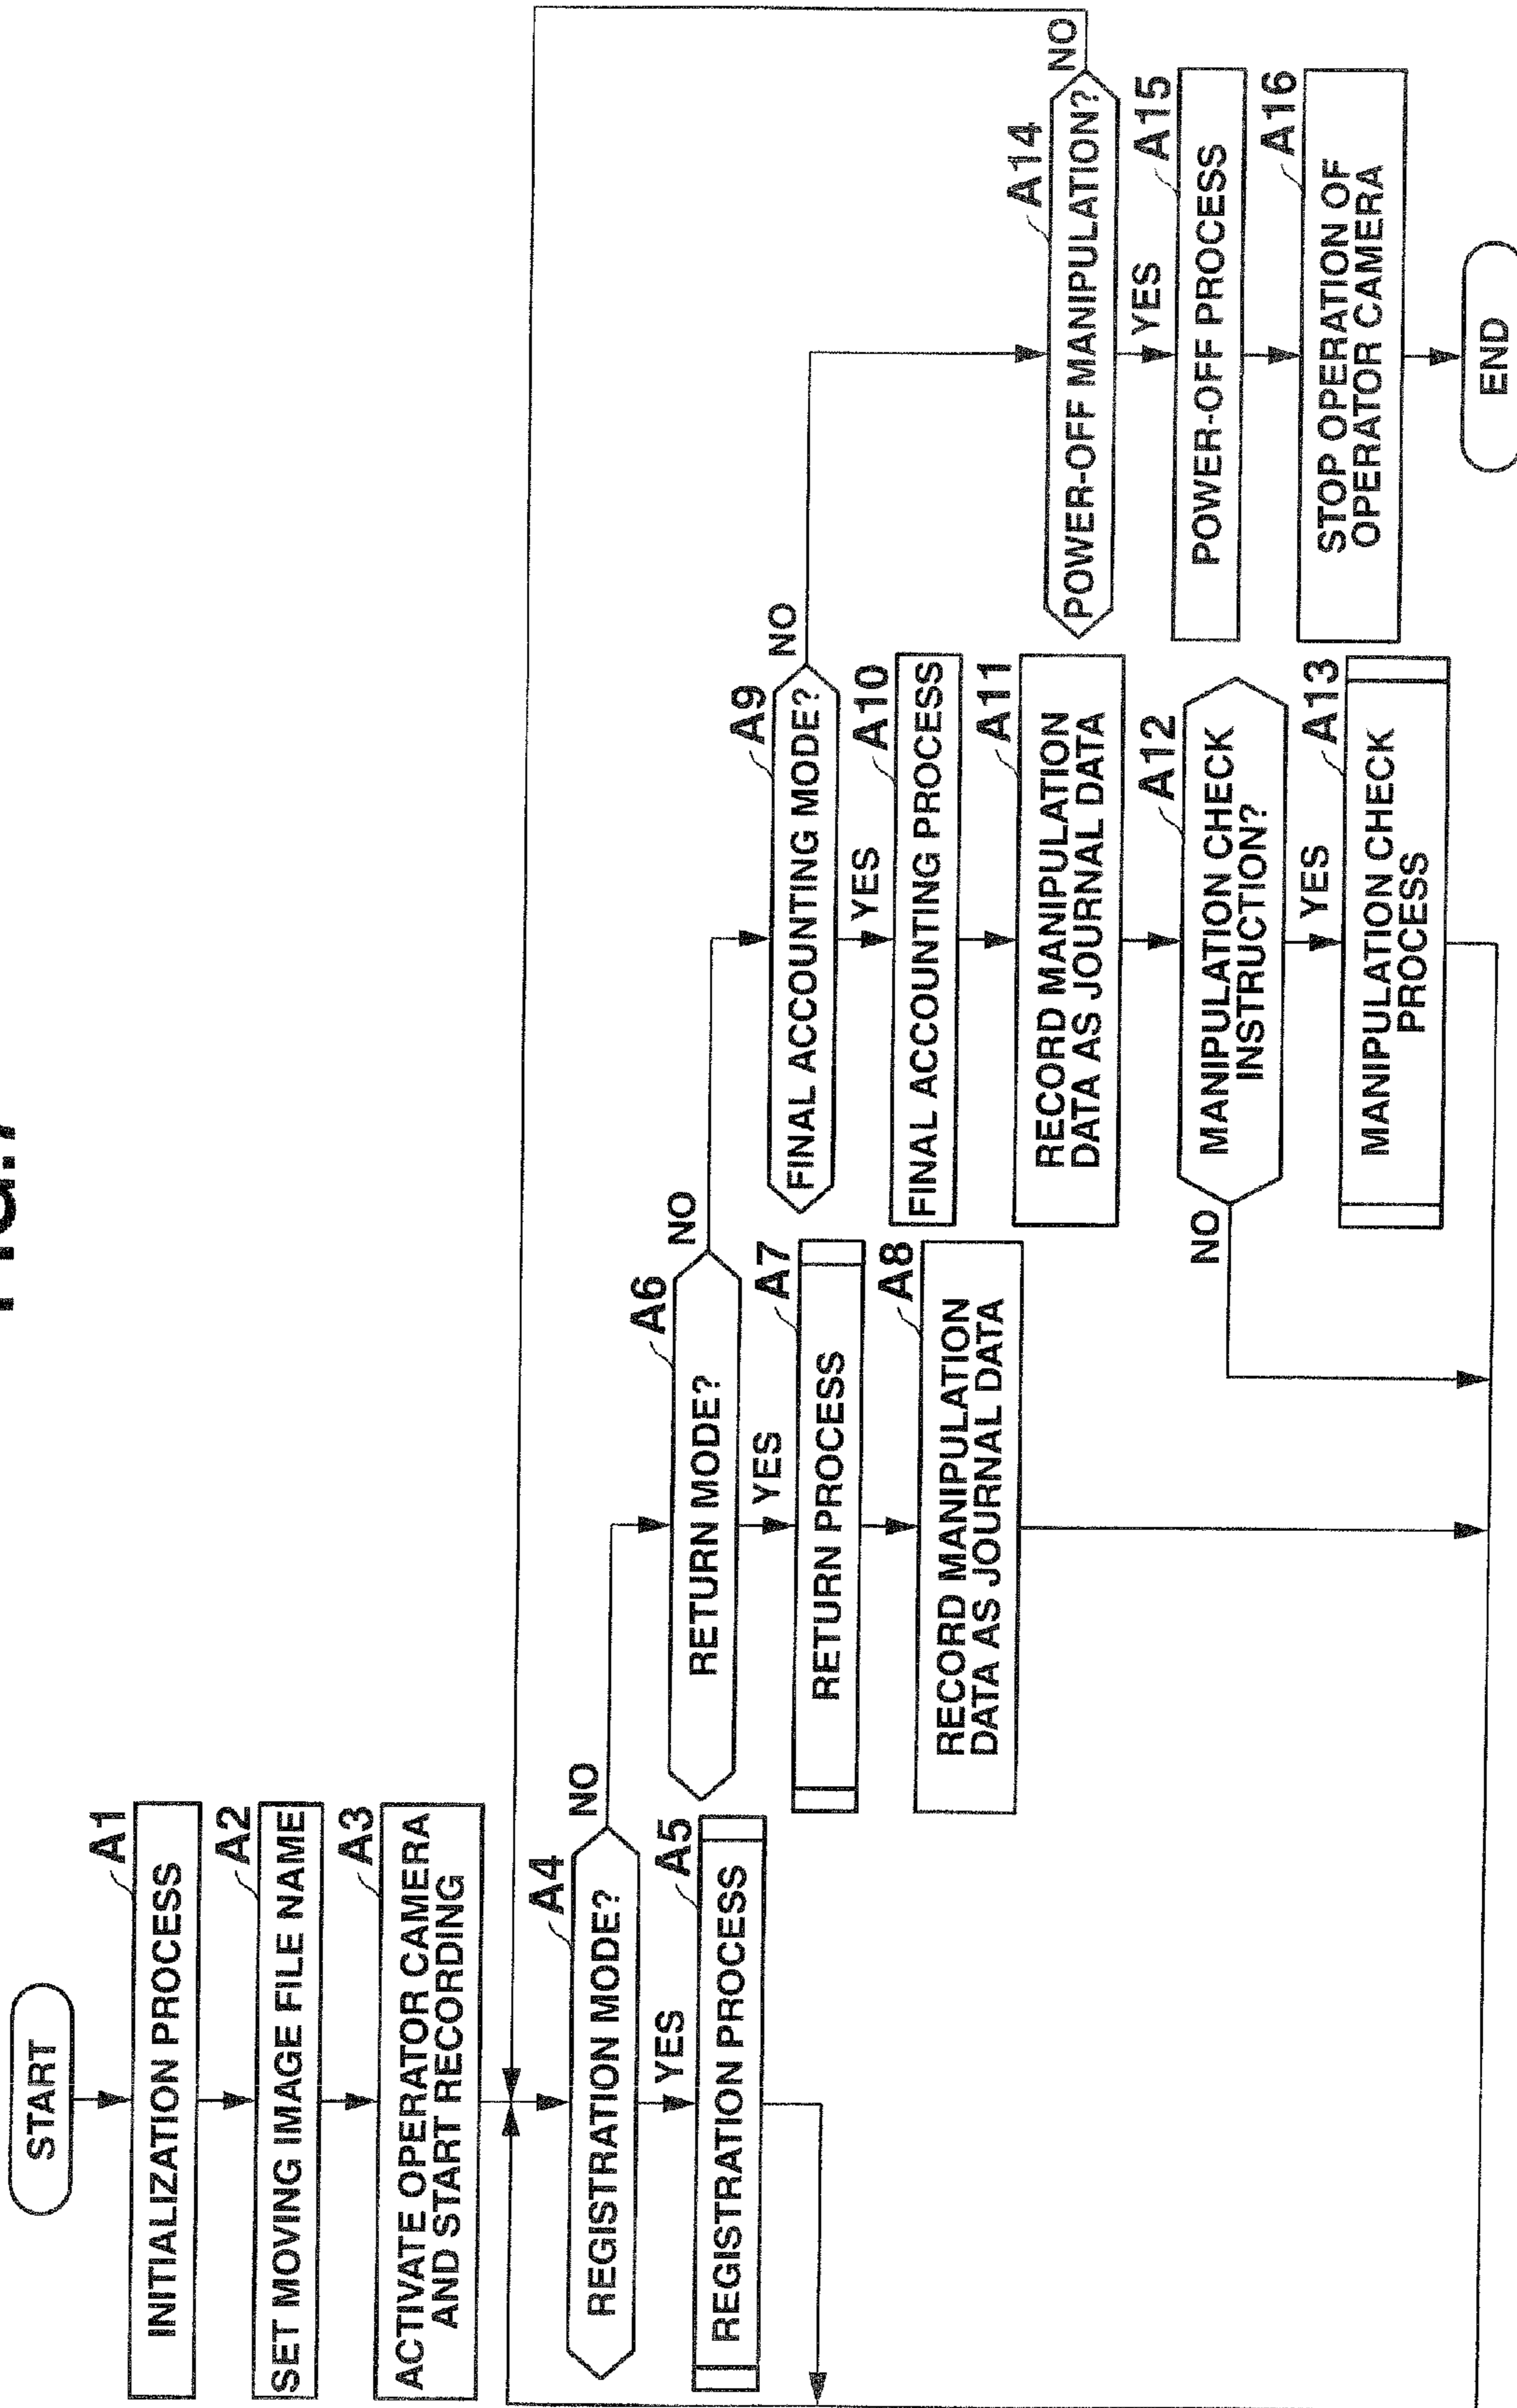 START
A1
INITIALIZATION PROCESS
A2
SET MOVING IMAGE FILE NAME
A3
ACTIVATE OPERATOR CAMERA
AND START RECORDING
A4
REGISTRATION MODE?
NO
YES
A5
REGISTRATION PROCESS
A6
RETURN MODE?
NO
YES
A7
RETURN PROCESS
A8
RECORD MANIPULATION
DATA AS JOURNAL DATA
A9
FINAL ACCOUNTING MODE?
NO
YES
A10
FINAL ACCOUNTING PROCESS
A11
RECORD MANIPULATION
DATA AS JOURNAL DATA
A12
MANIPULATION CHECK
INSTRUCTION?
NO
YES
A13
MANIPULATION CHECK
PROCESS
A14
POWER-OFF MANIPULATION?
NO
YES
A15
POWER-OFF PROCESS
A16
STOP OPERATION OF
OPERATOR CAMERA
END